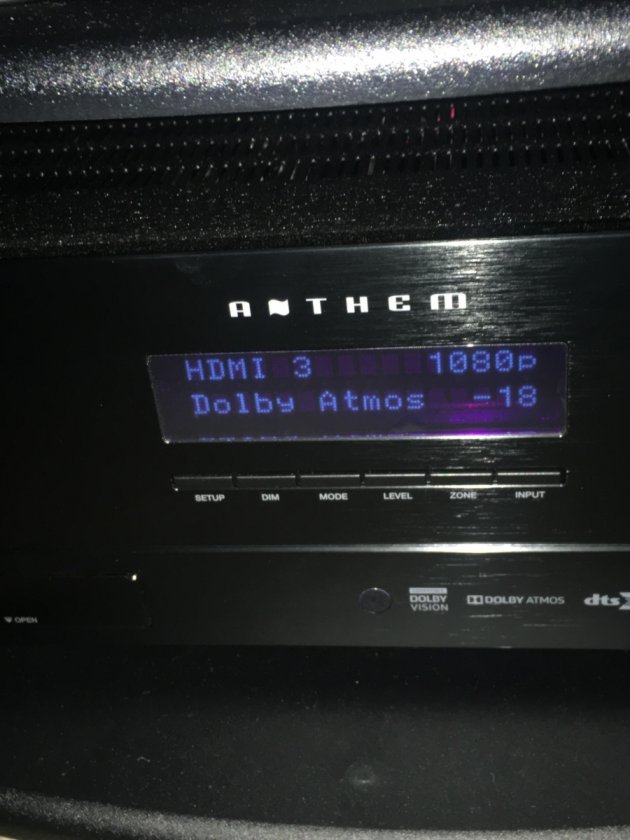 ANTHEM
HDMI 3 1080p
Dolby Atmos -18
SETUP DIM MODE LEVEL ZONE INPUT
OPEN
DOLBY VISION
DOLBY ATMOS
dts X